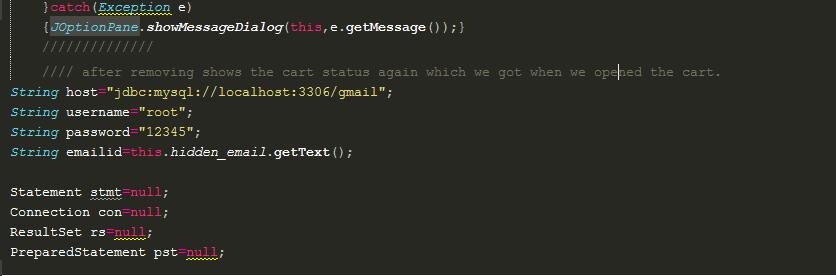 }catch(Exception e)
{JOptionPane.showMessageDialog(this,e.getMessage());}
//////////////
//// after removing shows the cart status again which we got when we opened the cart.
String host="jdbc:mysql://localhost:3306/gmail";
String username="root";
String password="12345";
String emailid=this.hidden_email.getText();
Statement stmt=null;
Connection con=null;
ResultSet rs=null;
PreparedStatement pst=null;